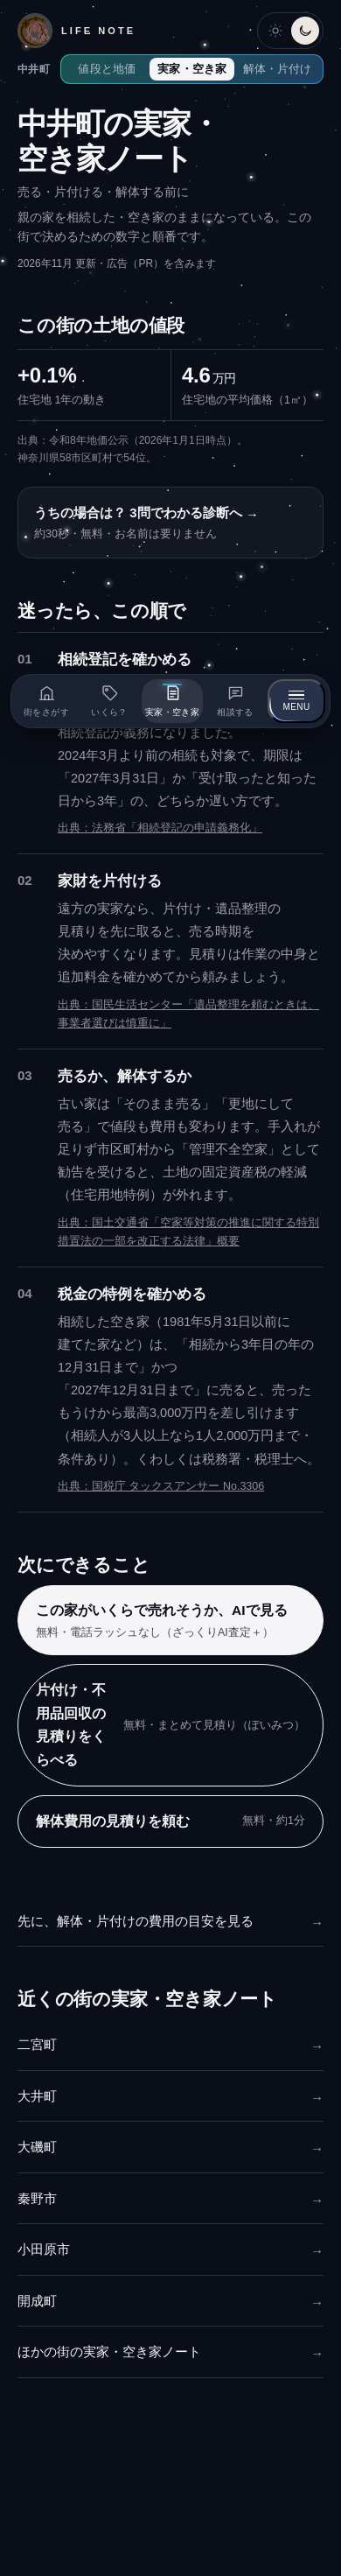 LIFE NOTE
中井町
値段と地価
実家・空き家
解体・片付け
中井町の実家・
空き家ノート
売る・片付ける・解体する前に
親の家を相続した・空き家のままになっている。この
街で決めるための数字と順番です。
2026年11月 更新・広告（PR）を含みます
この街の土地の値段
+0.1%
住宅地 1年の動き
4.6万円
住宅地の平均価格（1㎡）
出典：令和8年地価公示（2026年1月1日時点）。
神奈川県58市区町村で54位。
うちの場合は？ 3問でわかる診断へ →
約30秒・無料・お名前は要りません
迷ったら、この順で
01
相続登記を確かめる
街をさがす
いくら？
実家・空き家
相談する
MENU
相続登記が義務になりました。
2024年3月より前の相続も対象で、期限は
「2027年3月31日」か「受け取ったと知った
日から3年」の、どちらか遅い方です。
出典：法務省「相続登記の申請義務化」
02
家財を片付ける
遠方の実家なら、片付け・遺品整理の
見積りを先に取ると、売る時期を
決めやすくなります。見積りは作業の中身と
追加料金を確かめてから頼みましょう。
出典：国民生活センター「遺品整理を頼むときは、
事業者選びは慎重に」
03
売るか、解体するか
古い家は「そのまま売る」「更地にして
売る」で値段も費用も変わります。手入れが
足りず市区町村から「管理不全空家」として
勧告を受けると、土地の固定資産税の軽減
（住宅用地特例）が外れます。
出典：国土交通省「空家等対策の推進に関する特別
措置法の一部を改正する法律」概要
04
税金の特例を確かめる
相続した空き家（1981年5月31日以前に
建てた家など）は、「相続から3年目の年の
12月31日まで」かつ
「2027年12月31日まで」に売ると、売った
もうけから最高3,000万円を差し引けます
（相続人が3人以上なら1人2,000万円まで・
条件あり）。くわしくは税務署・税理士へ。
出典：国税庁 タックスアンサー No.3306
次にできること
この家がいくらで売れそうか、AIで見る
無料・電話ラッシュなし（ざっくりAI査定＋）
片付け・不
用品回収の
見積りをく
らべる
無料・まとめて見積り（ぽいみつ）
解体費用の見積りを頼む
無料・約1分
先に、解体・片付けの費用の目安を見る →
近くの街の実家・空き家ノート
二宮町 →
大井町 →
大磯町 →
秦野市 →
小田原市 →
開成町 →
ほかの街の実家・空き家ノート →